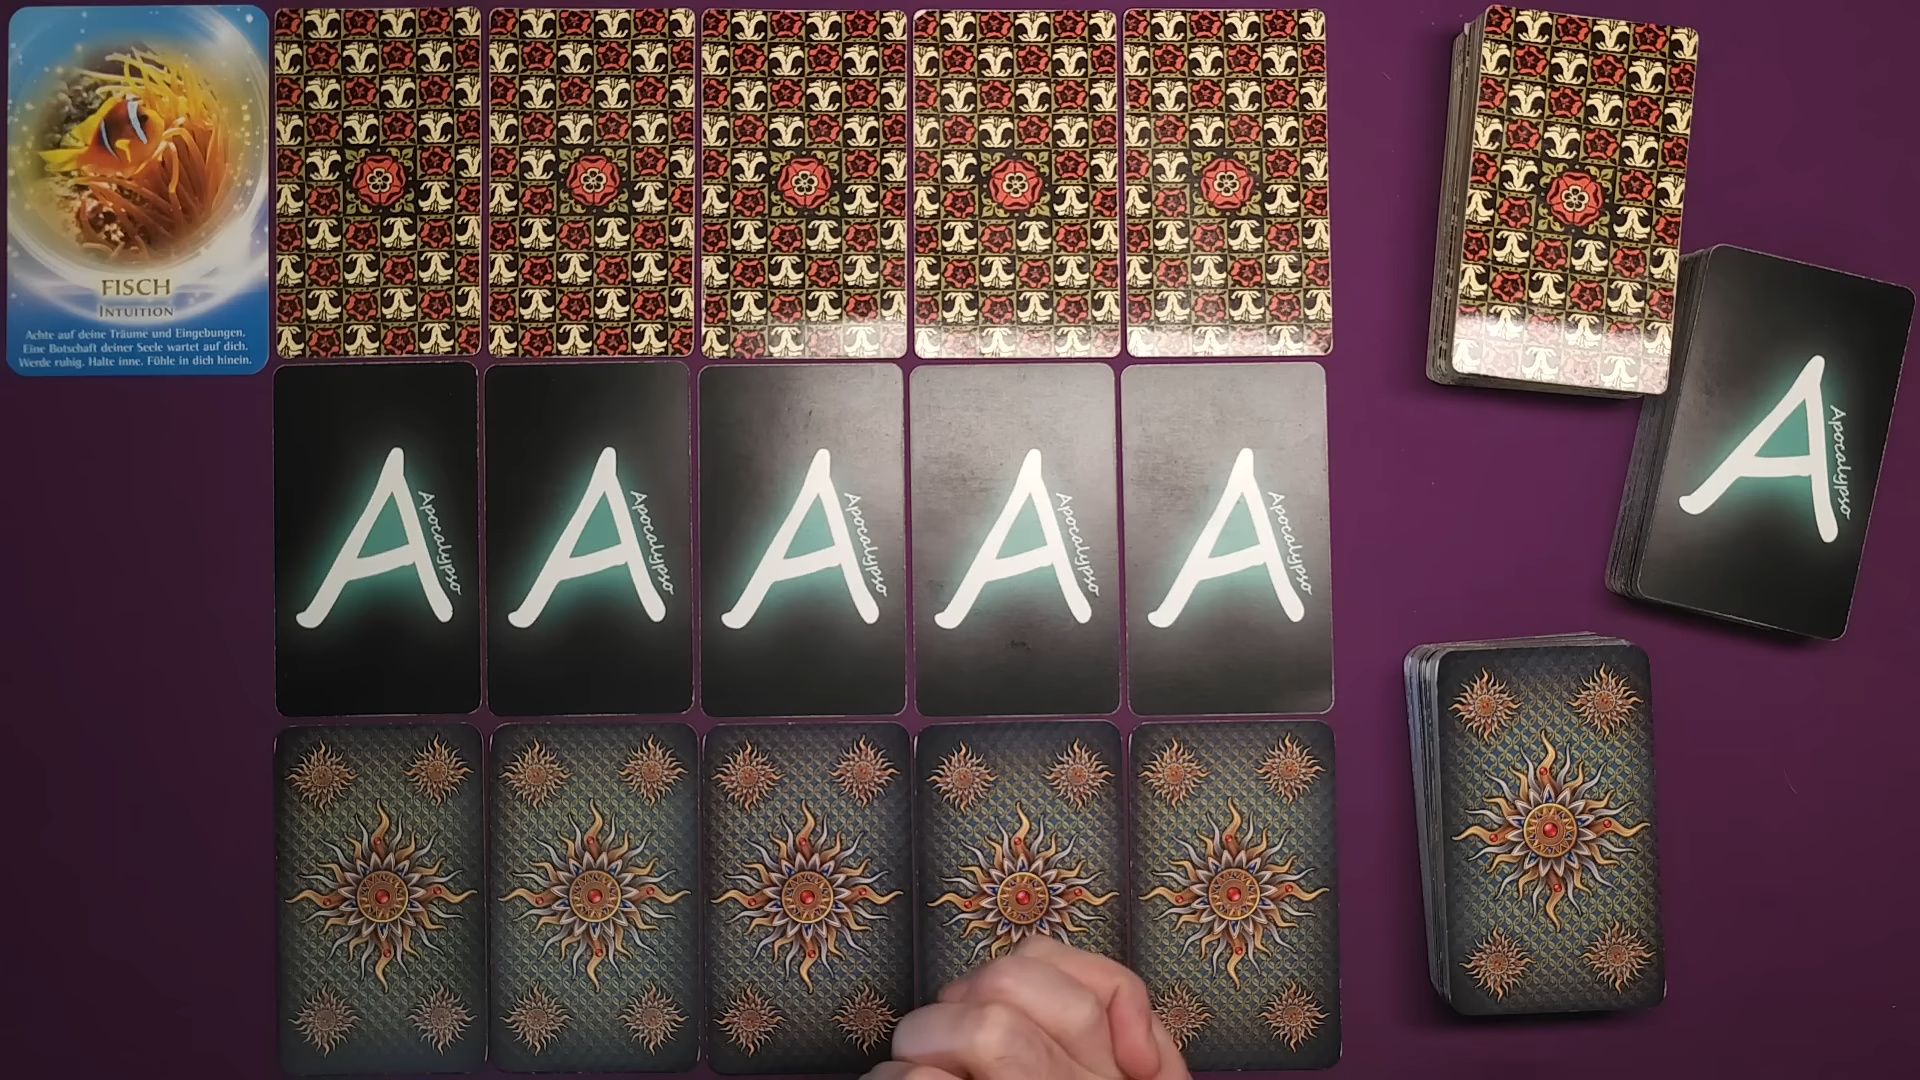 FISCH
INTUITION
Achte auf deine Träume und Eingebungen.
Eine Botschaft deiner Seele wartet auf dich.
Werde ruhig. Halte inne. Fühle in dich hinein.
A Apocalypso
A Apocalypso
A Apocalypso
A Apocalypso
A Apocalypso
A Apocalypso